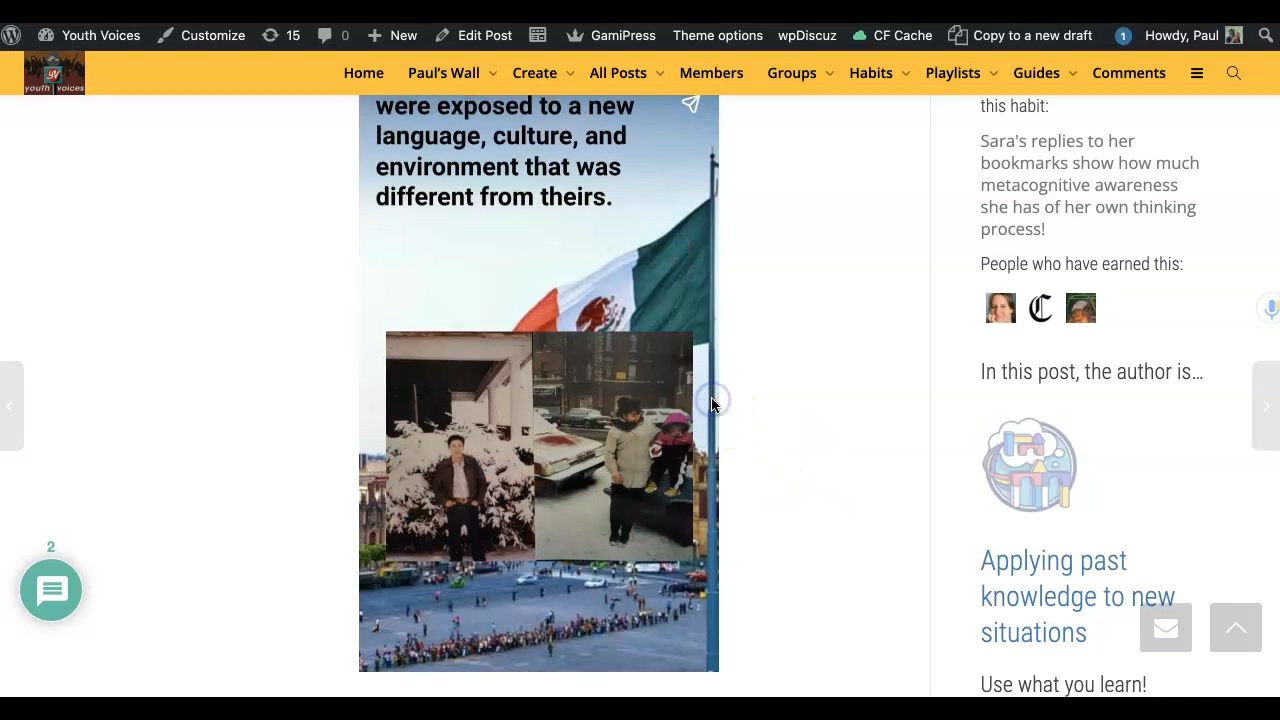 Youth Voices Customize 15 0 New Edit Post GamiPress Theme options wpDiscuz CF Cache Copy to a new draft 1 Howdy, Paul
youth voices Home Paul's Wall Create All Posts Members Groups Habits Playlists Guides Comments
were exposed to a new
language, culture, and
environment that was
different from theirs.
this habit:
Sara's replies to her
bookmarks show how much
metacognitive awareness
she has of her own thinking
process!
People who have earned this:
In this post, the author is...
Applying past
knowledge to new
situations
Use what you learn!
2